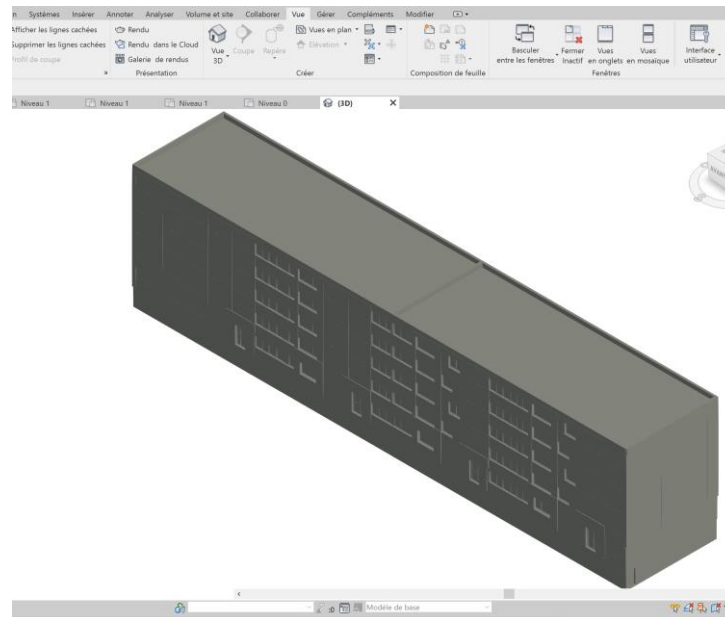 n Systèmes Insérer Annoter Analyser Volume et site Collaborer Vue Gérer Compléments Modifier
Afficher les lignes cachées
Supprimer les lignes cachées
Profil de coupe
Rendu
Rendu dans le Cloud
Galerie de rendus
Présentation
Vue 3D
Coupe
Repère
Vues en plan
Élévation
Créer
Composition de feuille
Basculer entre les fenêtres
Fermer Inactif
Vues en onglets
Vues en mosaïque
Fenêtres
Interface utilisateur
Niveau 1 Niveau 1 Niveau 1 Niveau 0 (3D) X
:0 Modèle de base